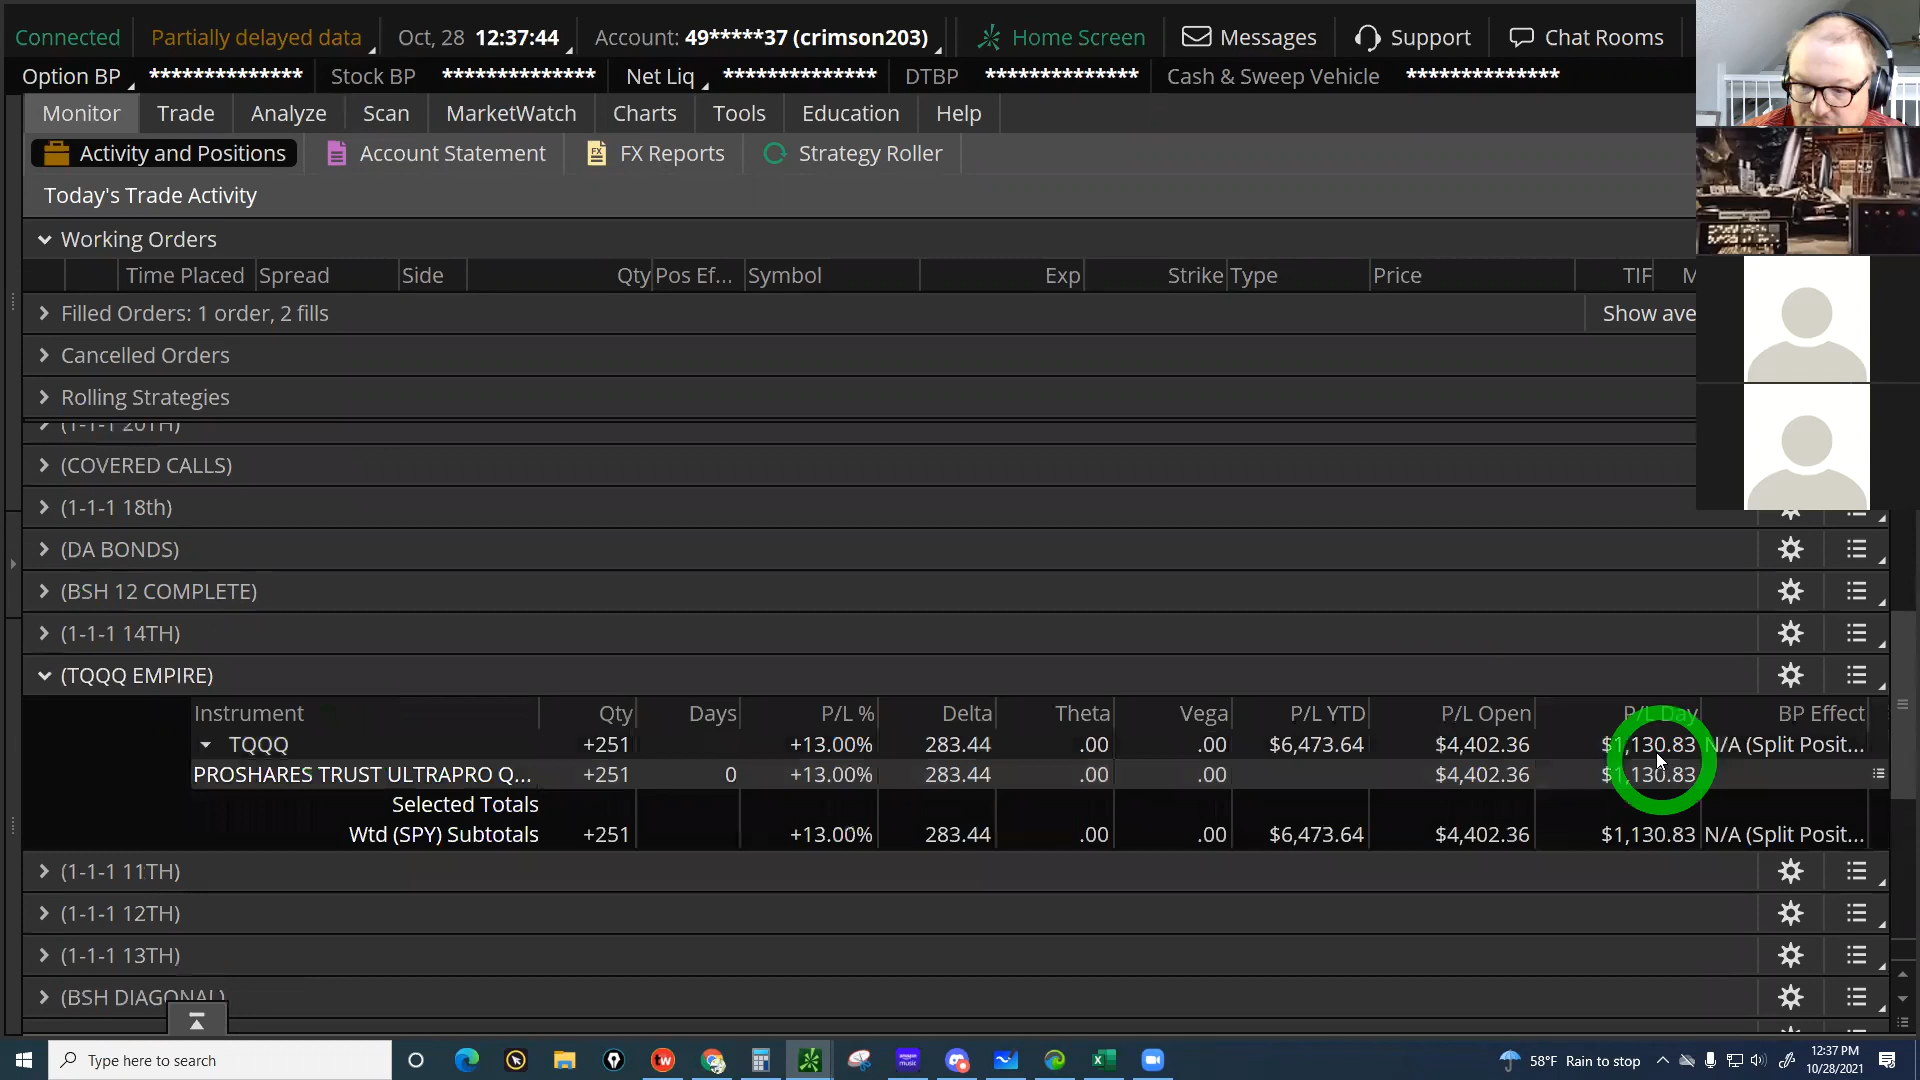 Connected Partially delayed data Oct, 28 12:37:44 Account: 49*****37 (crimson203) Home Screen Messages Support Chat Rooms
Option BP ************** Stock BP ************** Net Liq ************** DTBP ************** Cash & Sweep Vehicle **************
Monitor Trade Analyze Scan MarketWatch Charts Tools Education Help
Activity and Positions Account Statement FX Reports Strategy Roller
Today's Trade Activity
Working Orders
Time Placed Spread Side Qty Pos Ef... Symbol Exp Strike Type Price TIF M
Filled Orders: 1 order, 2 fills Show ave
Cancelled Orders
Rolling Strategies
(1-1-1 20TH)
(COVERED CALLS)
(1-1-1 18th)
(DA BONDS)
(BSH 12 COMPLETE)
(1-1-1 14TH)
(TQQQ EMPIRE)
Instrument Qty Days P/L % Delta Theta Vega P/L YTD P/L Open P/L Day BP Effect
TQQQ +251 +13.00% 283.44 .00 .00 $6,473.64 $4,402.36 $1,130.83 N/A (Split Posit...
PROSHARES TRUST ULTRAPRO Q... +251 0 +13.00% 283.44 .00 .00 $4,402.36 $1,130.83
Selected Totals
Wtd (SPY) Subtotals +251 +13.00% 283.44 .00 .00 $6,473.64 $4,402.36 $1,130.83 N/A (Split Posit...
(1-1-1 11TH)
(1-1-1 12TH)
(1-1-1 13TH)
(BSH DIAGONAL)
Type here to search 58°F Rain to stop 12:37 PM
10/28/2021